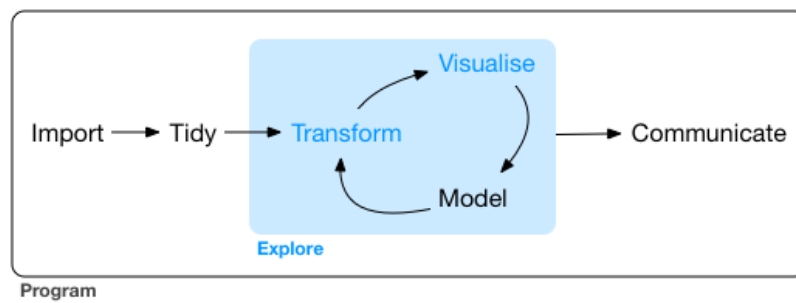 Visualise
Import
Tidy
Transform
Communicate
Model
Explore
Program